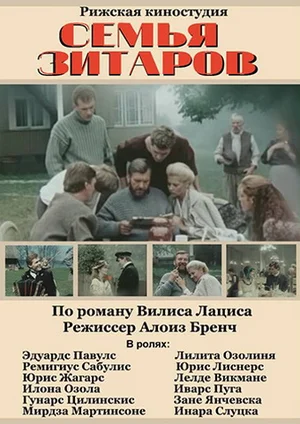 Рижская киностудия
СЕМЬЯ
ЗИТАРОВ
По роману Вилиса Лациса
Режиссер Алоиз Бренч
В ролях:
Эдуардс Павулс
Ремигиус Сабулис
Юрис Жагарс
Илона Озола
Гунарс Цилинскис
Мирдза Мартинсоне
Лилита Озолиня
Юрис Лиснерс
Лелде Викмане
Иварс Пуга
Зане Янчевска
Инара Слуцка